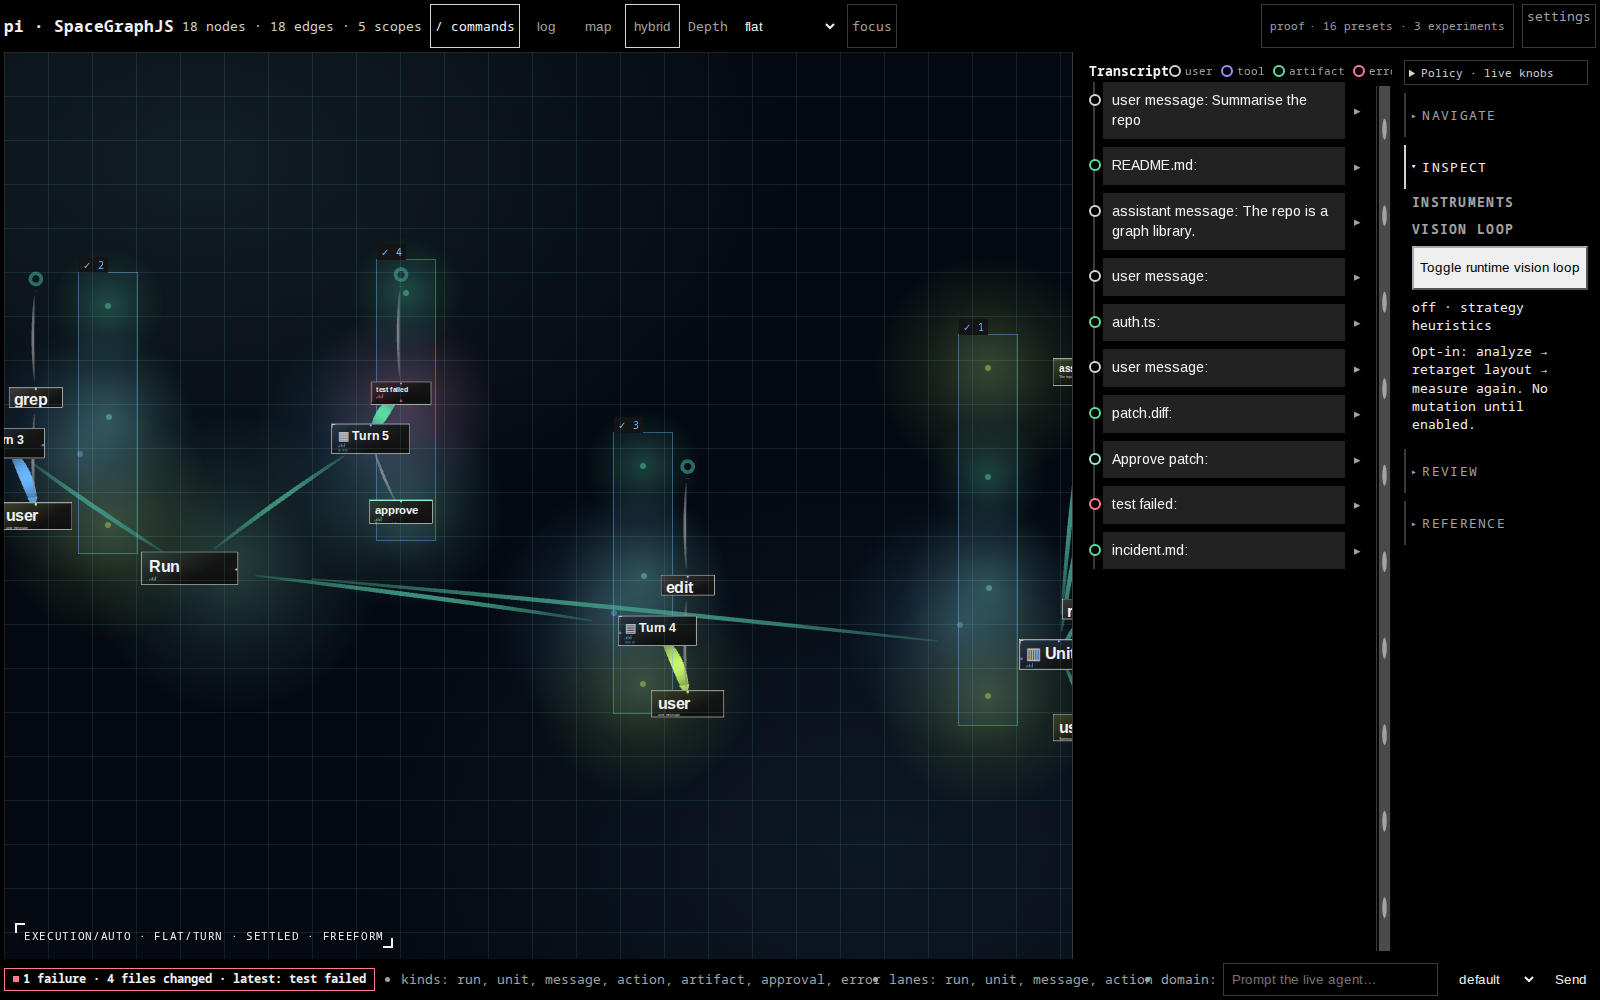 pi · SpaceGraphJS 18 nodes · 18 edges · 5 scopes / commands log map hybrid Depth flat focus proof · 16 presets · 3 experiments settings
Transcript user tool artifact erro
user message: Summarise the
repo
README.md:
assistant message: The repo is a
graph library.
user message:
auth.ts:
user message:
patch.diff:
Approve patch:
test failed:
incident.md:
▸ Policy · live knobs
▸ NAVIGATE
▾ INSPECT
INSTRUMENTS
VISION LOOP
Toggle runtime vision loop
off · strategy
heuristics
Opt-in: analyze →
retarget layout →
measure again. No
mutation until
enabled.
▸ REVIEW
▸ REFERENCE
✓ 2
✓ 4
✓ 1
✓ 3
grep
rn 3
user
test failed
Turn 5
approve
Run
edit
Turn 4
user
ass
r
Unit
us
EXECUTION/AUTO · FLAT/TURN · SETTLED · FREEFORM
1 failure · 4 files changed · latest: test failed kinds: run, unit, message, action, artifact, approval, error lanes: run, unit, message, action domain: Prompt the live agent… default Send